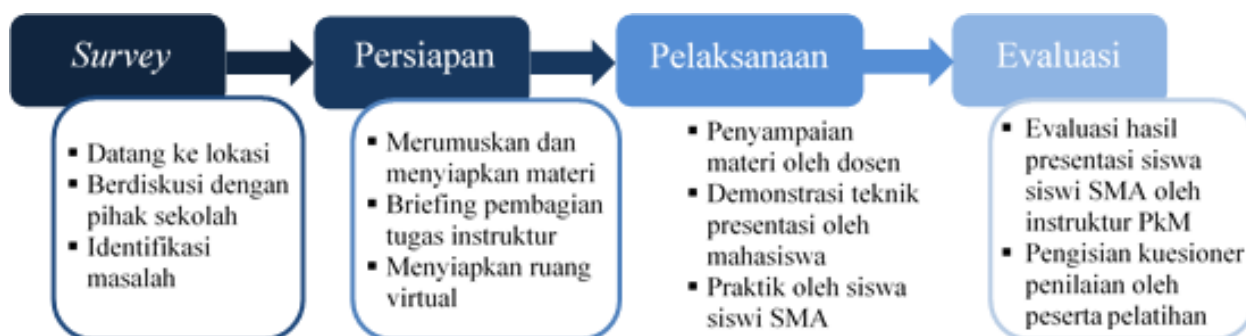 Survey
Persiapan
Pelaksanaan
Evaluasi
▪ Datang ke lokasi
▪ Berdiskusi dengan
pihak sekolah
▪ Identifikasi
masalah
▪ Merumuskan dan
menyiapkan materi
▪ Briefing pembagian
tugas instruktur
▪ Menyiapkan ruang
virtual
▪ Penyampaian
materi oleh dosen
▪ Demonstrasi teknik
presentasi oleh
mahasiswa
▪ Praktik oleh siswa
siswi SMA
▪ Evaluasi hasil
presentasi siswa
siswi SMA oleh
instruktur PkM
▪ Pengisian kuesioner
penilaian oleh
peserta pelatihan